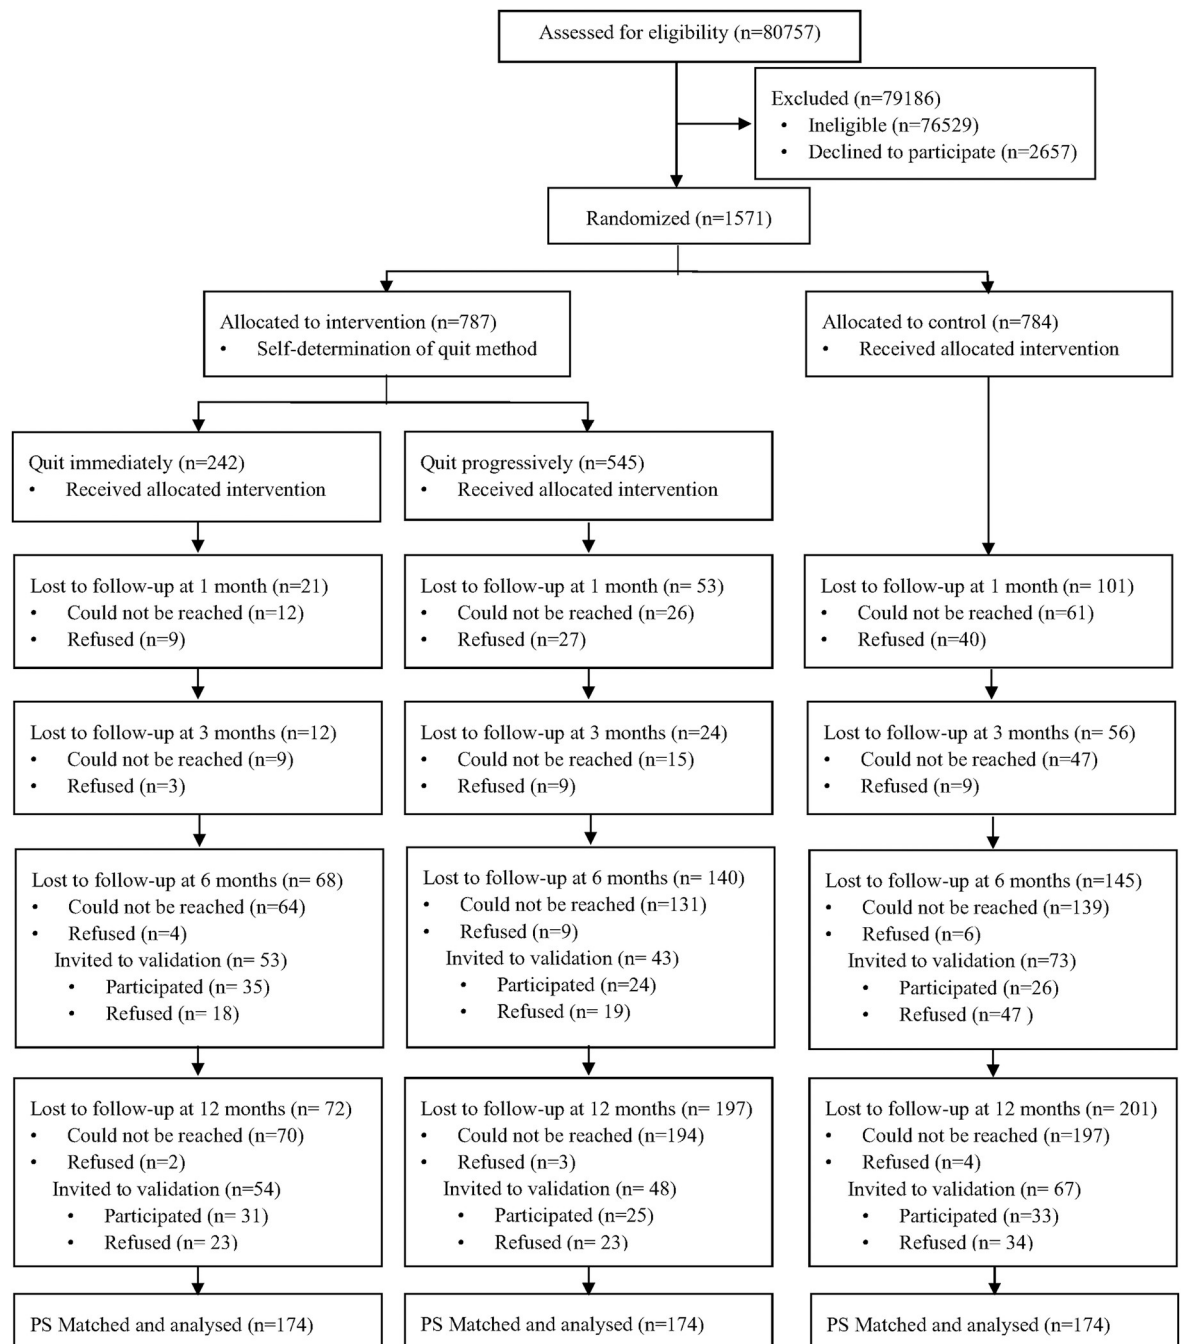 Assessed for eligibility (n=80757)
Excluded (n=79186)
• Ineligible (n=76529)
• Declined to participate (n=2657)
Randomized (n=1571)
Allocated to intervention (n=787)
• Self-determination of quit method
Allocated to control (n=784)
• Received allocated intervention
Quit immediately (n=242)
• Received allocated intervention
Quit progressively (n=545)
• Received allocated intervention
Lost to follow-up at 1 month (n=21)
• Could not be reached (n=12)
• Refused (n=9)
Lost to follow-up at 1 month (n= 53)
• Could not be reached (n=26)
• Refused (n=27)
Lost to follow-up at 1 month (n= 101)
• Could not be reached (n=61)
• Refused (n=40)
Lost to follow-up at 3 months (n=12)
• Could not be reached (n=9)
• Refused (n=3)
Lost to follow-up at 3 months (n=24)
• Could not be reached (n=15)
• Refused (n=9)
Lost to follow-up at 3 months (n= 56)
• Could not be reached (n=47)
• Refused (n=9)
Lost to follow-up at 6 months (n= 68)
• Could not be reached (n=64)
• Refused (n=4)
Invited to validation (n= 53)
• Participated (n= 35)
• Refused (n= 18)
Lost to follow-up at 6 months (n= 140)
• Could not be reached (n=131)
• Refused (n=9)
Invited to validation (n= 43)
• Participated (n=24)
• Refused (n= 19)
Lost to follow-up at 6 months (n=145)
• Could not be reached (n=139)
• Refused (n=6)
Invited to validation (n=73)
• Participated (n=26)
• Refused (n=47 )
Lost to follow-up at 12 months (n= 72)
• Could not be reached (n=70)
• Refused (n=2)
Invited to validation (n=54)
• Participated (n= 31)
• Refused (n= 23)
Lost to follow-up at 12 months (n= 197)
• Could not be reached (n=194)
• Refused (n=3)
Invited to validation (n= 48)
• Participated (n=25)
• Refused (n= 23)
Lost to follow-up at 12 months (n= 201)
• Could not be reached (n=197)
• Refused (n=4)
Invited to validation (n= 67)
• Participated (n=33)
• Refused (n= 34)
PS Matched and analysed (n=174)
PS Matched and analysed (n=174)
PS Matched and analysed (n=174)